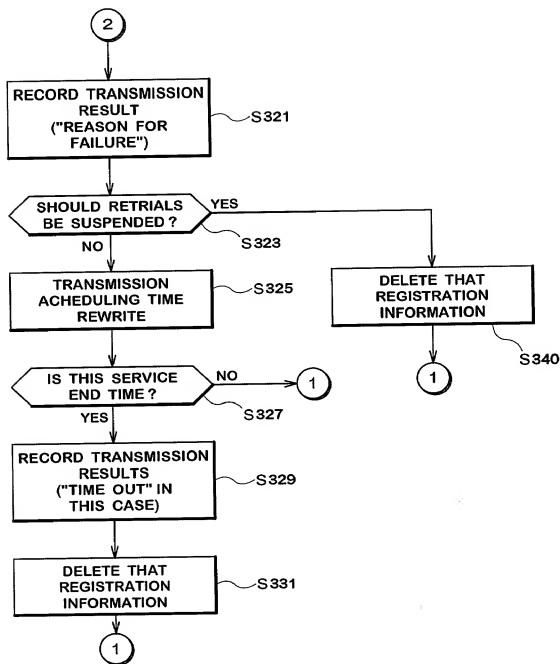 2
RECORD TRANSMISSION
RESULT
("REASON FOR
FAILURE")
S321
SHOULD RETRIALS
BE SUSPENDED?
YES
S323
NO
TRANSMISSION
ACHEDULING TIME
REWRITE
S325
DELETE THAT
REGISTRATION
INFORMATION
S340
1
IS THIS SERVICE
END TIME?
NO
1
S327
YES
RECORD TRANSMISSION
RESULTS
("TIME OUT" IN
THIS CASE)
S329
DELETE THAT
REGISTRATION
INFORMATION
S331
1